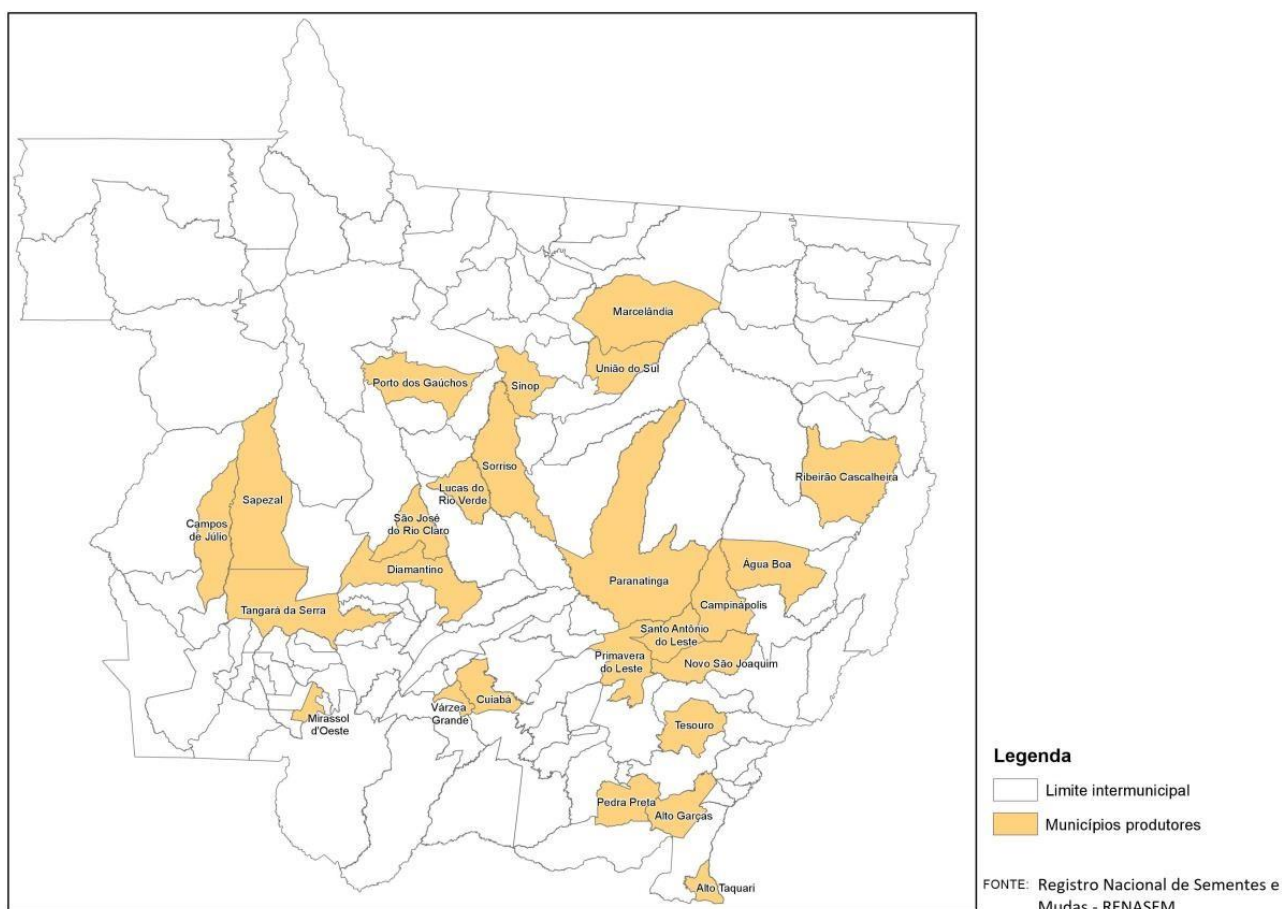 Marcelândia
União do Sul
Porto dos Gaúchos
Sinop
Ribeirão Cascalheira
Sorriso
Lucas do
Rio Verde
Sapezal
São José
do Rio Claro
Campos
de Júlio
Diamantino
Água Boa
Paranatinga
Campinápolis
Tangará da Serra
Santo Antônio
do Leste
Primavera
do Leste
Novo São Joaquim
Cuiabá
Várzea
Grande
Mirassol
d'Oeste
Tesouro
Pedra Preta
Alto Garças
Alto Taquari
Legenda
Limite intermunicipal
Municípios produtores
FONTE: Registro Nacional de Sementes e
Mudas - RENASEM